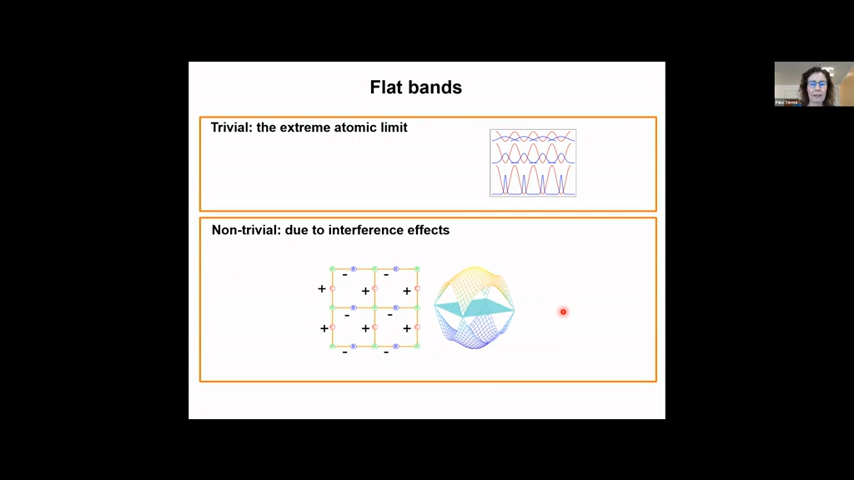 Flat bands
Trivial: the extreme atomic limit
Non-trivial: due to interference effects
- -
+ + +
- -
+ + +
- -